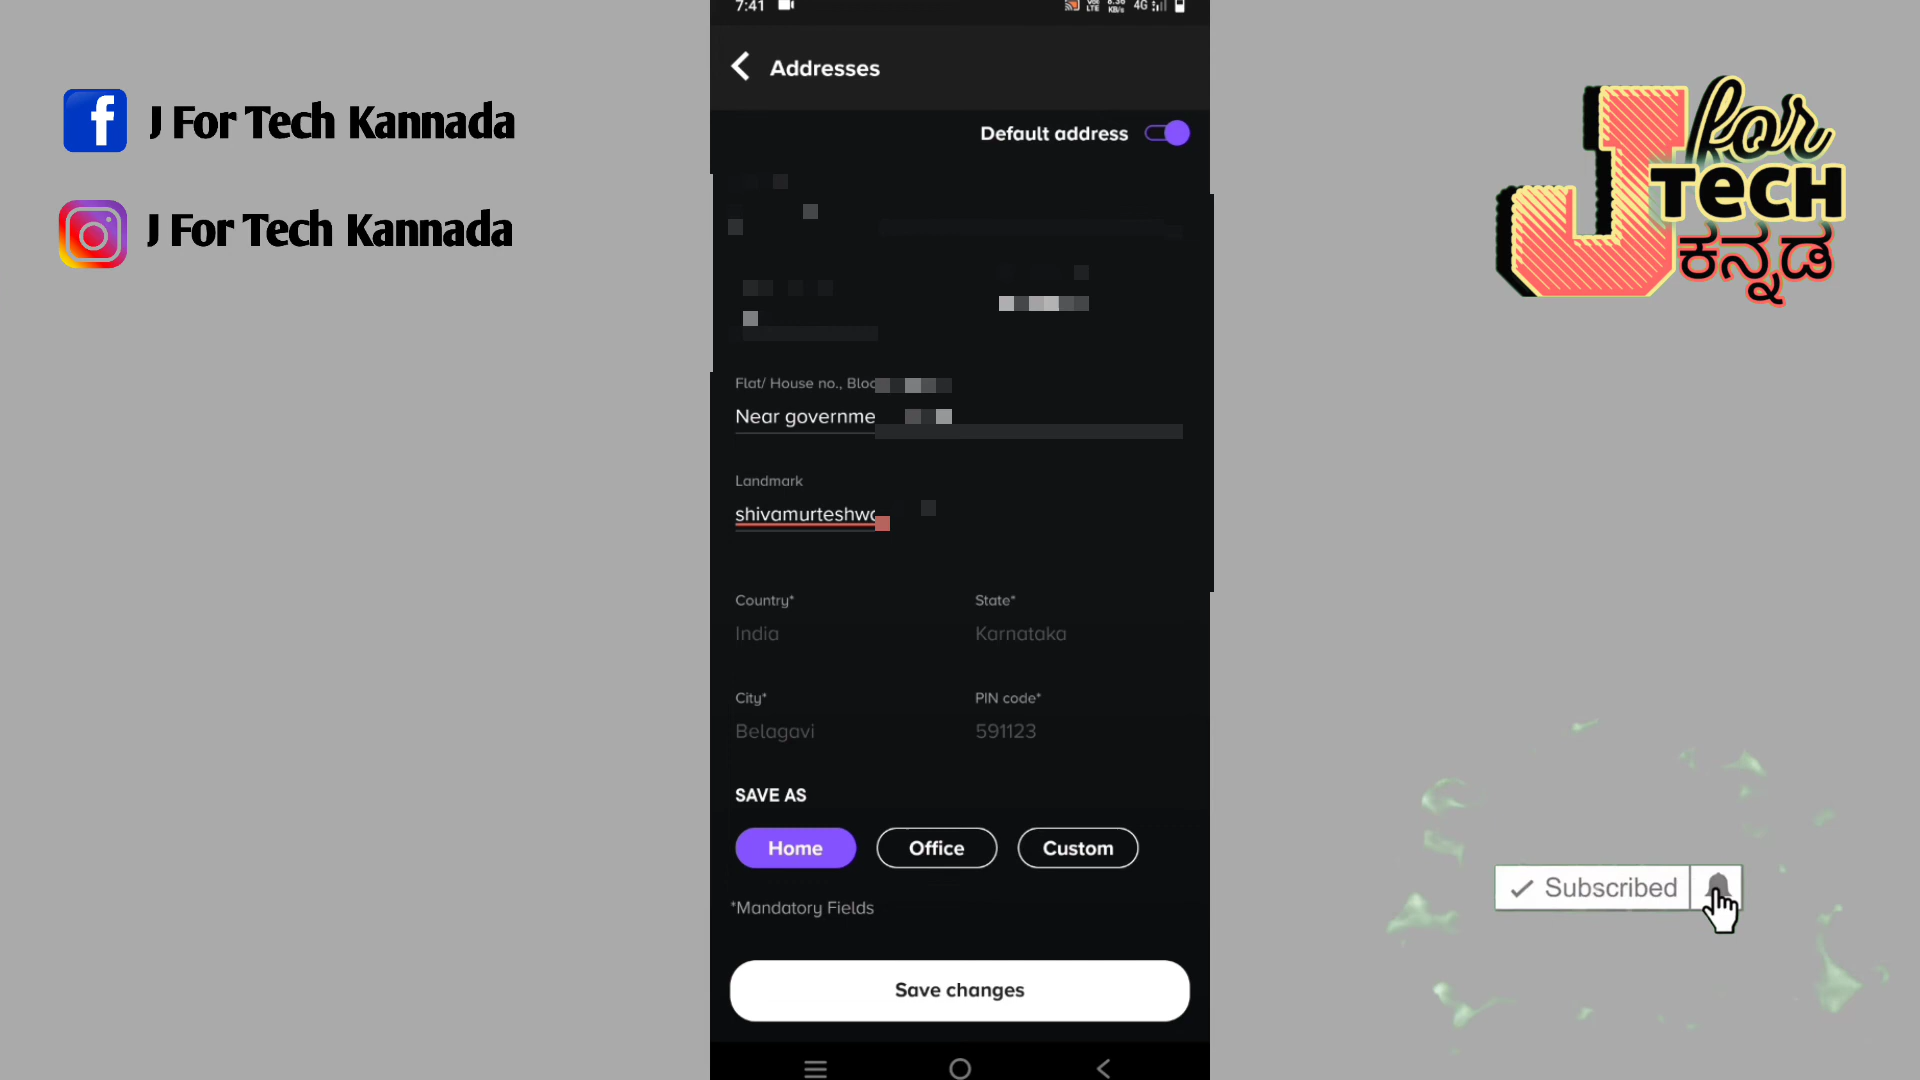 7:41
4G
Addresses
Default address
J For Tech Kannada
J For Tech Kannada
J for
TECH
ಕನ್ನಡ
Flat/ House no., Bloc
Near governme
Landmark
shivamurteshwa
Country*
State*
India
Karnataka
City*
PIN code*
Belagavi
591123
SAVE AS
Home
Office
Custom
*Mandatory Fields
Save changes
Subscribed